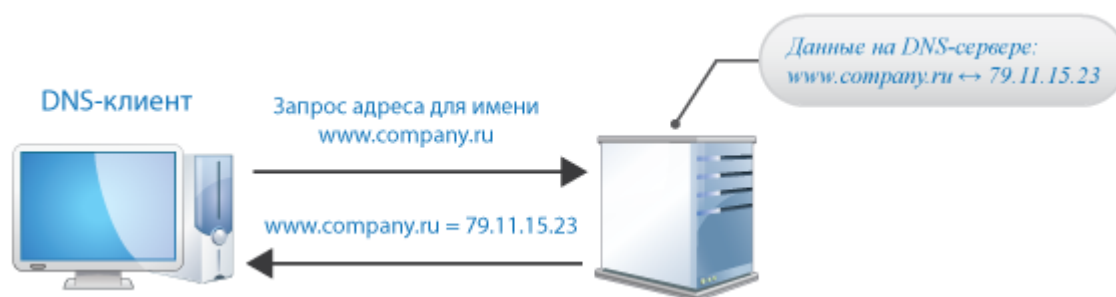 Данные на DNS-сервере:
www.company.ru ↔ 79.11.15.23
DNS-клиент
Запрос адреса для имени
www.company.ru
www.company.ru = 79.11.15.23